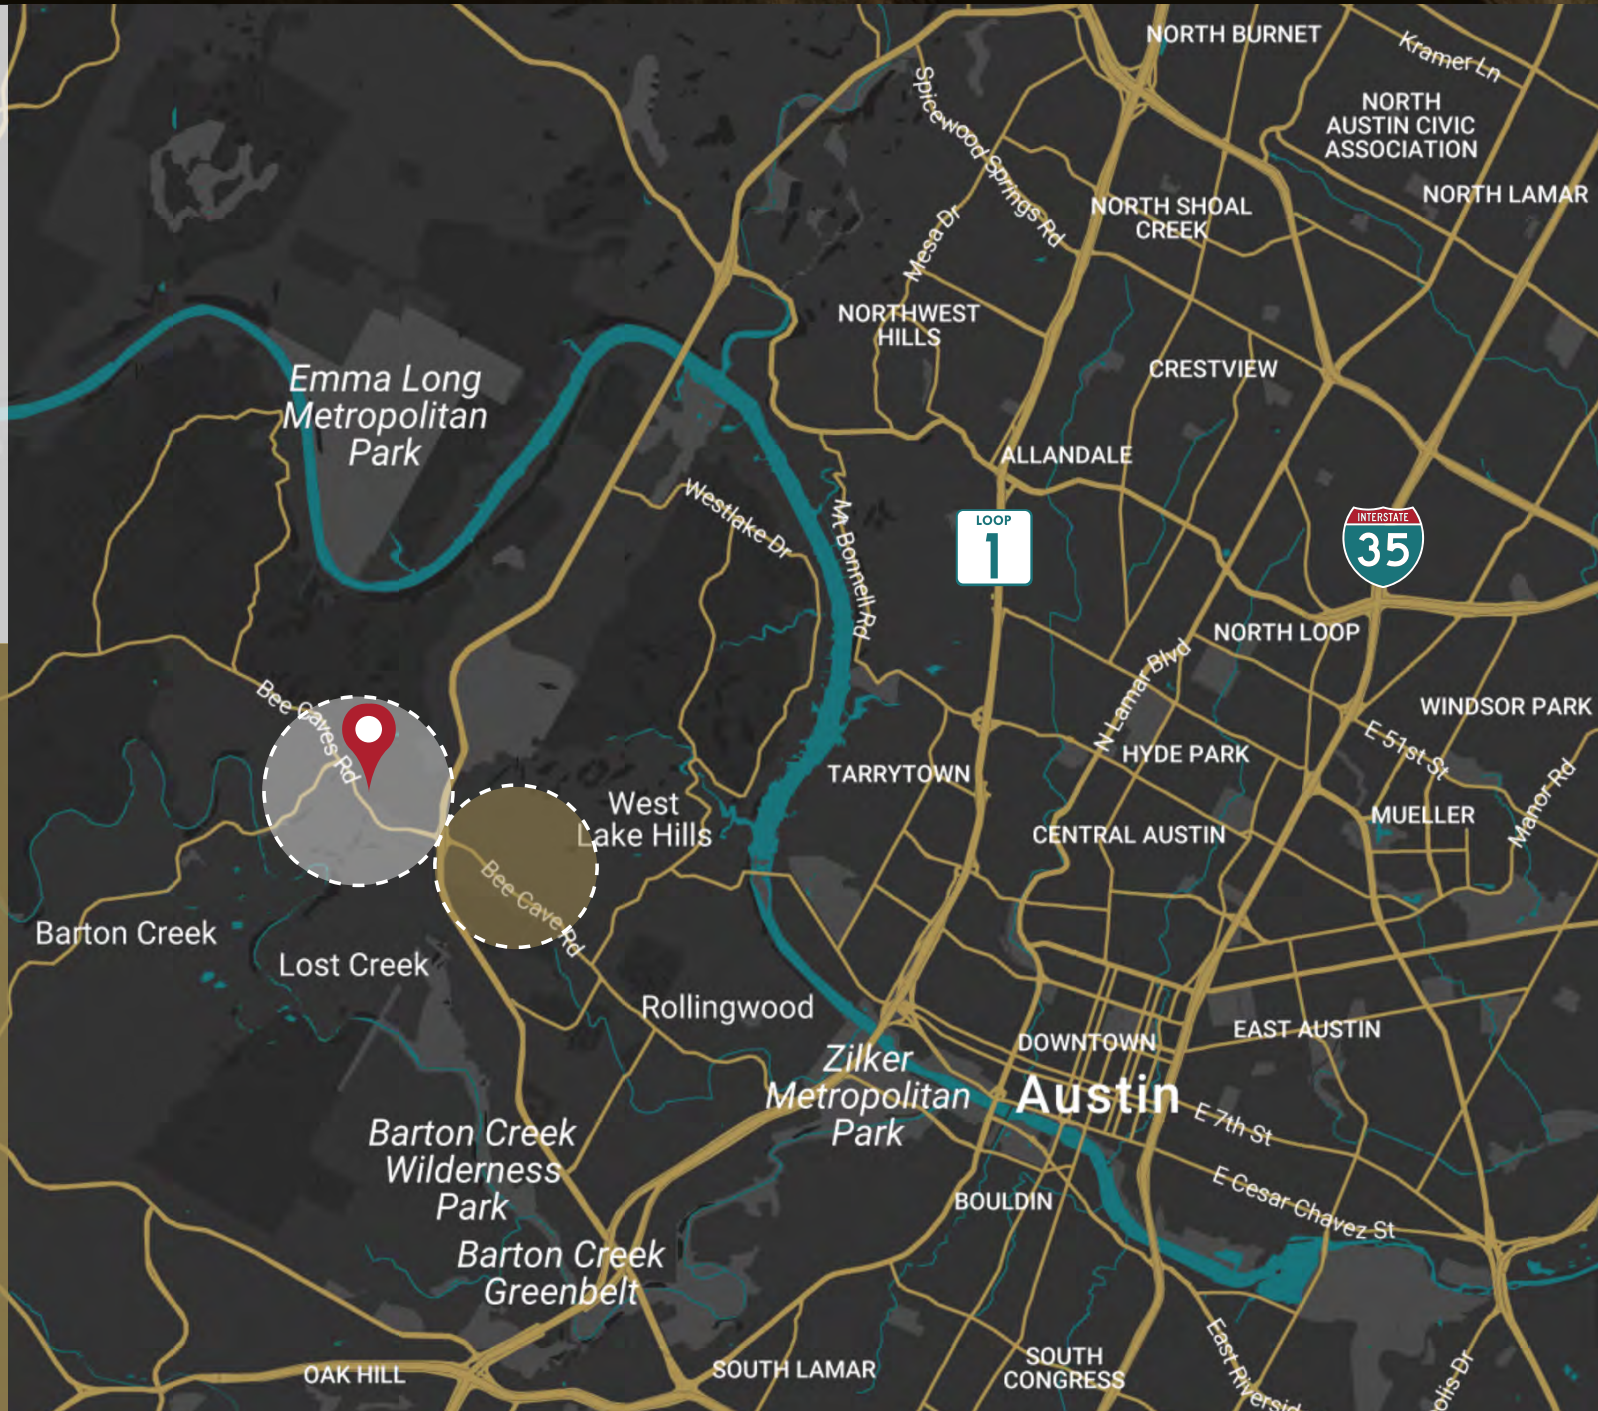 NORTH BURNET
Kramer Ln
NORTH
AUSTIN CIVIC
ASSOCIATION
Spicewood Springs Rd
NORTH LAMAR
NORTH SHOAL
CREEK
Mesa Dr
NORTHWEST
HILLS
CRESTVIEW
Emma Long
Metropolitan
Park
ALLANDALE
Westlake Dr
Mt Bonnell Rd
LOOP
1
INTERSTATE
35
NORTH LOOP
N Lamar Blvd
WINDSOR PARK
Bee Caves Rd
E 51st St
HYDE PARK
TARRYTOWN
Manor Rd
West
Lake Hills
MUELLER
CENTRAL AUSTIN
Bee Cave Rd
Barton Creek
Lost Creek
Rollingwood
EAST AUSTIN
DOWNTOWN
Zilker
Metropolitan
Park
Austin
E 7th St
Barton Creek
Wilderness
Park
E Cesar Chavez St
BOULDIN
Barton Creek
Greenbelt
East Riversid
SOUTH
CONGRESS
SOUTH LAMAR
OAK HILL
olis Dr